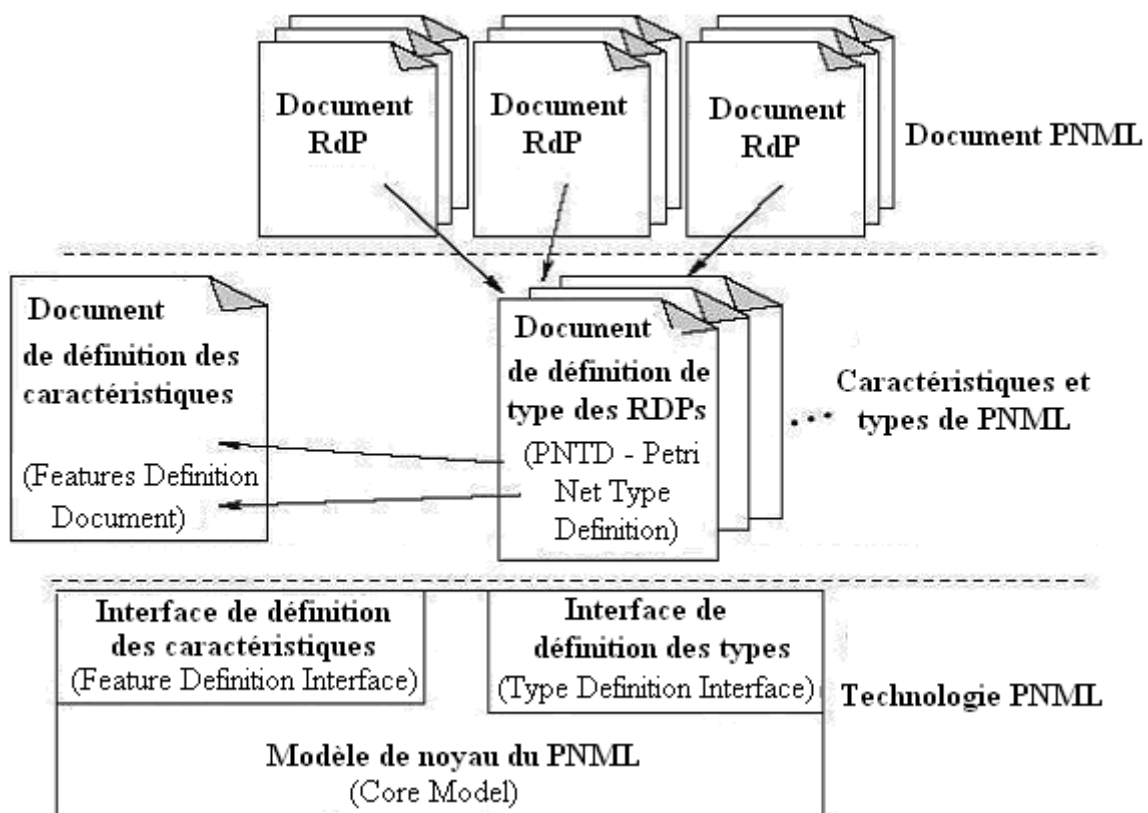 Document
RdP
Document
RdP
Document
RdP
Document PNML
Document
de définition des
caractéristiques
(Features Definition
Document)
Document
de définition de
type des RDPs
(PNTD - Petri
Net Type
Definition)
...
Caractéristiques et
types de PNML
Interface de définition
des caractéristiques
(Feature Definition Interface)
Interface de
définition des types
(Type Definition Interface)
Technologie PNML
Modèle de noyau du PNML
(Core Model)